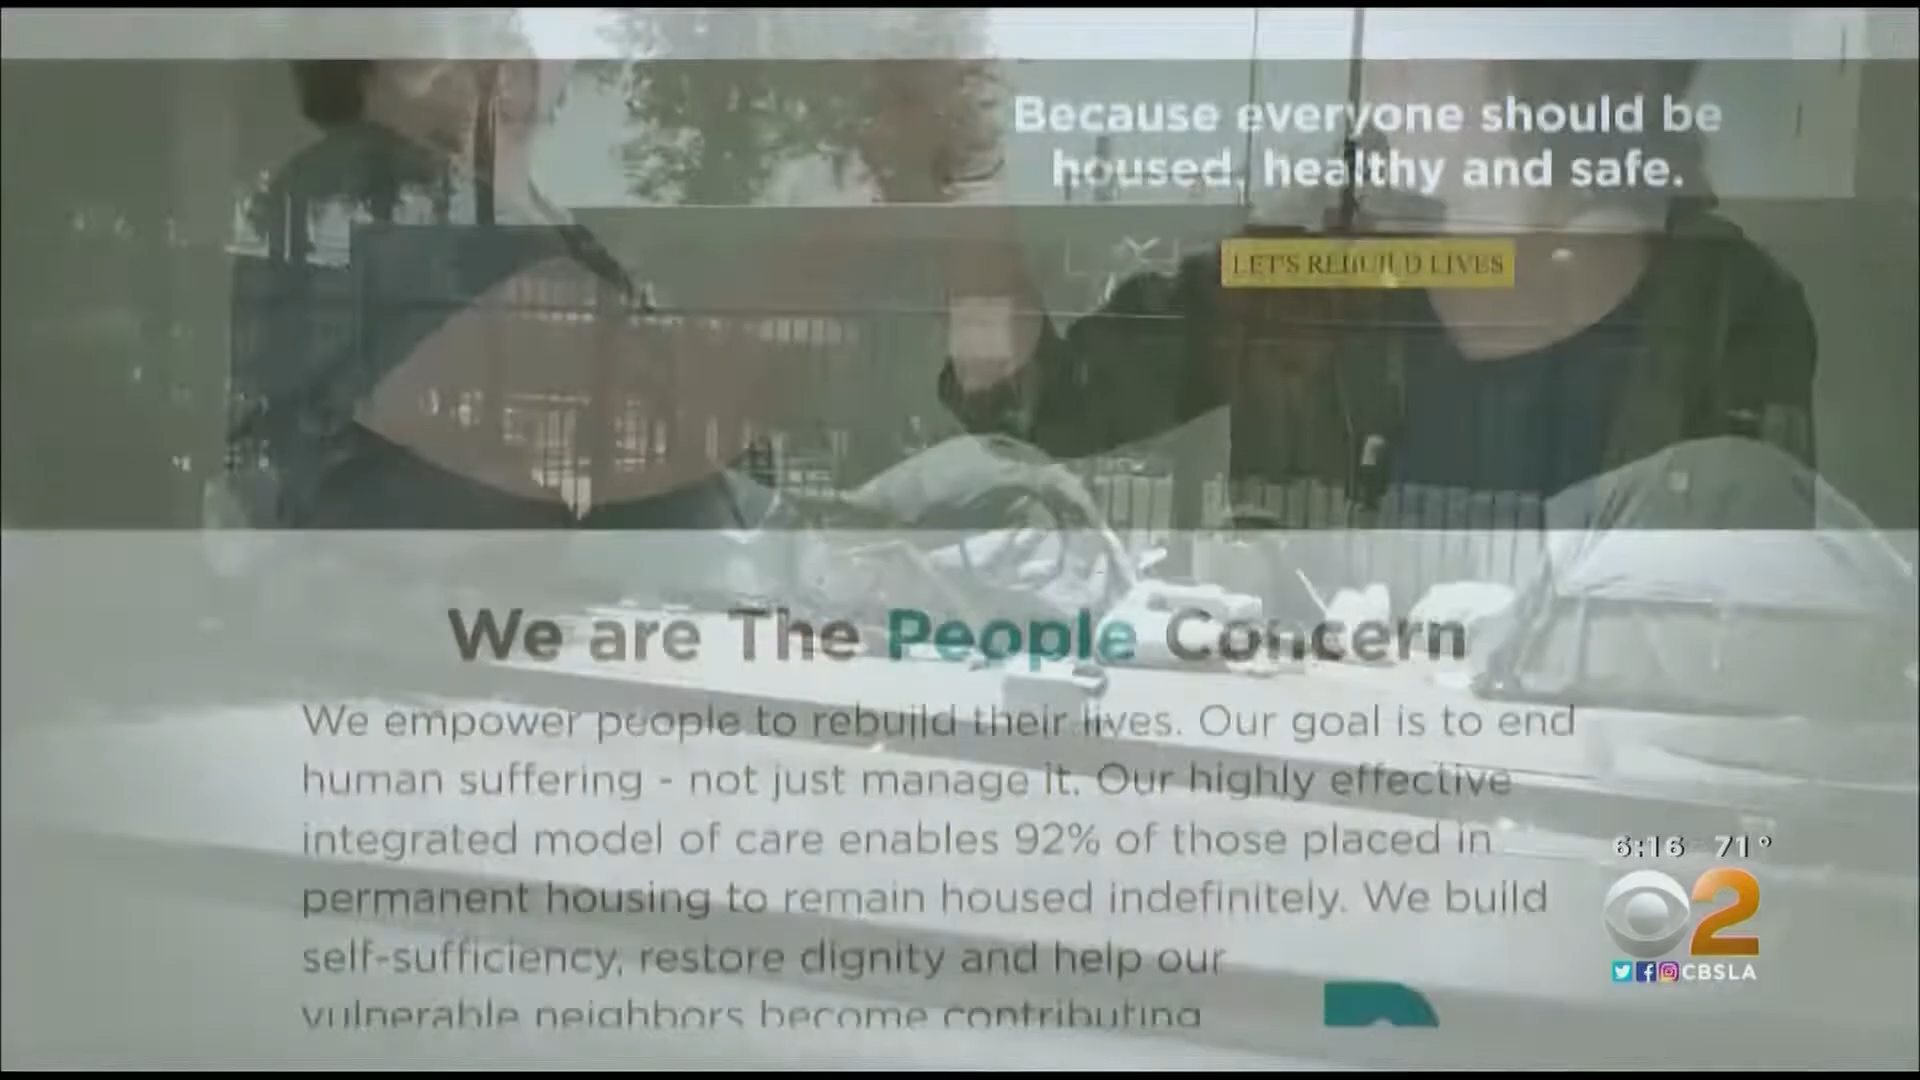 Because everyone should be
housed, healthy and safe.
LET'S REBUILD LIVES
We are The People Concern
We empower people to rebuild their lives. Our goal is to end
human suffering - not just manage it. Our highly effective
integrated model of care enables 92% of those placed in
permanent housing to remain housed indefinitely. We build
self-sufficiency, restore dignity and help our
vulnerable neighbors become contributing
6:16 71°
2
CBSLA